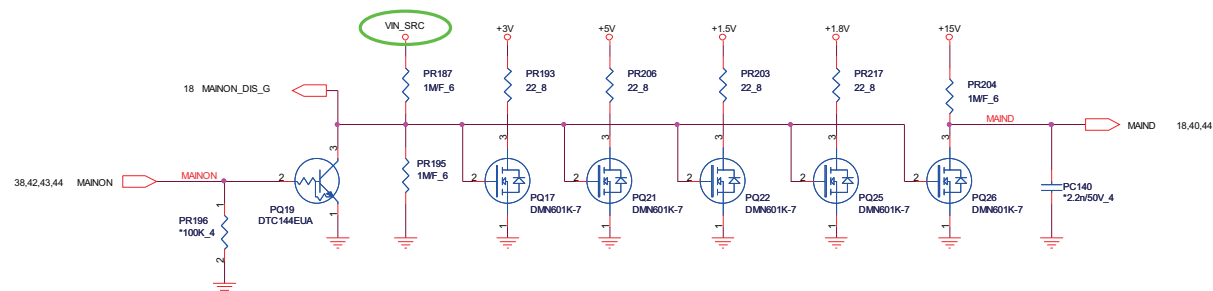 VIN_SRC
+3V
+5V
+1.5V
+1.8V
+15V
PR187
1M/F_6
PR193
22_8
PR206
22_8
PR203
22_8
PR217
22_8
PR204
1M/F_6
18 MAINON_DIS_G
MAIND
MAIND 18,40,44
3
3
3
3
3
3
38,42,43,44 MAINON
MAINON
2
PR195
1M/F_6
2
2
2
2
2
1
PR196
*100K_4
2
PQ19
DTC144EUA
1
PQ17
DMN601K-7
1
PQ21
DMN601K-7
1
PQ22
DMN601K-7
1
PQ25
DMN601K-7
1
PQ26
DMN601K-7
1
PC140
*2.2n/50V_4